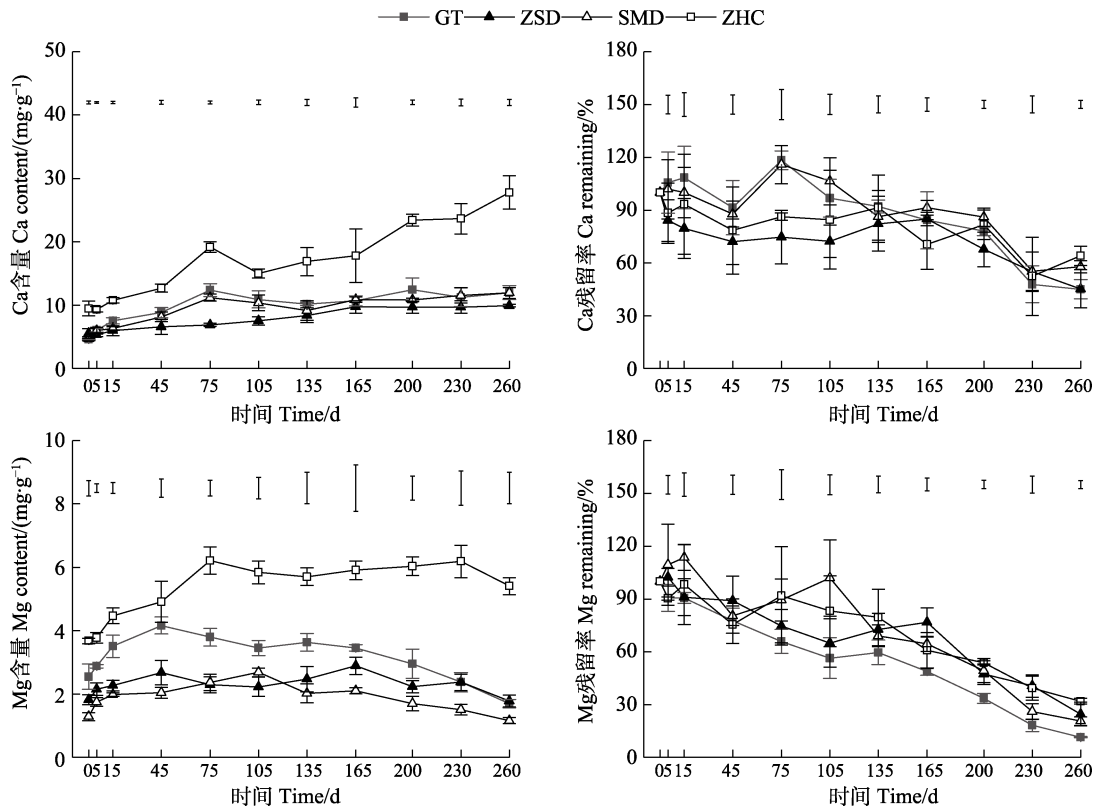 GT ZSD SMD ZHC
Ca含量 Ca content/(mg·g⁻¹)
50
40
30
20
10
0
0 5 15 45 75 105 135 165 200 230 260
时间 Time/d
Ca残留率 Ca remaining/%
180
150
120
90
60
30
0
0 5 15 45 75 105 135 165 200 230 260
时间 Time/d
Mg含量 Mg content/(mg·g⁻¹)
10
8
6
4
2
0
0 5 15 45 75 105 135 165 200 230 260
时间 Time/d
Mg残留率 Mg remaining/%
180
150
120
90
60
30
0
0 5 15 45 75 105 135 165 200 230 260
时间 Time/d